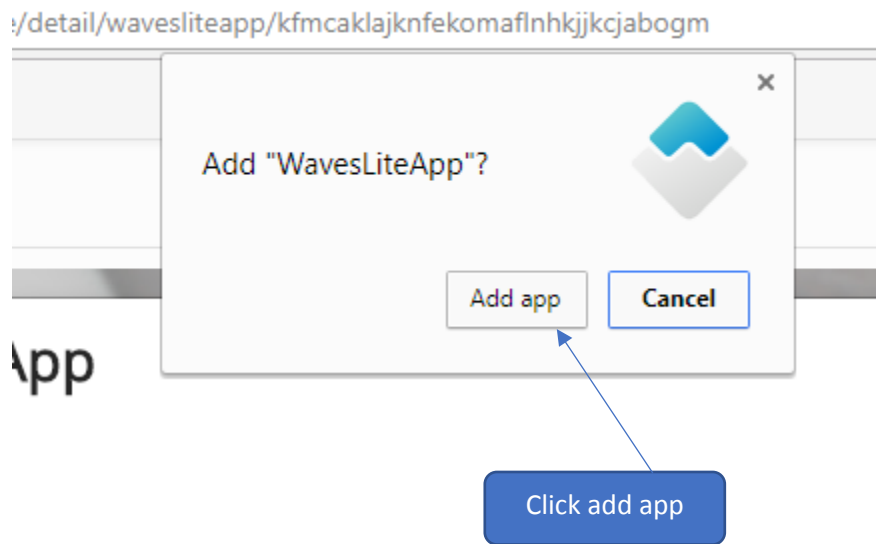 :/detail/wavesliteapp/kfmcaklajknfekomaflnhkjjkcjabogm
Add "WavesLiteApp"?
Add app Cancel
App
Click add app